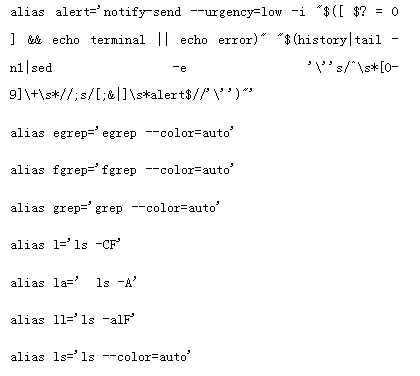 alias alert='notify-send --urgency=low -i "$([ $? = 0
] && echo terminal || echo error)" "$(history|tail -
n1|sed -e '\''s/^\s*[0-
9]\+\s*//;s/[;&|]\s*alert$//'\'')"'
alias egrep='egrep --color=auto'
alias fgrep='fgrep --color=auto'
alias grep='grep --color=auto'
alias l='ls -CF'
alias la=' ls -A'
alias ll='ls -alF'
alias ls='ls --color=auto'